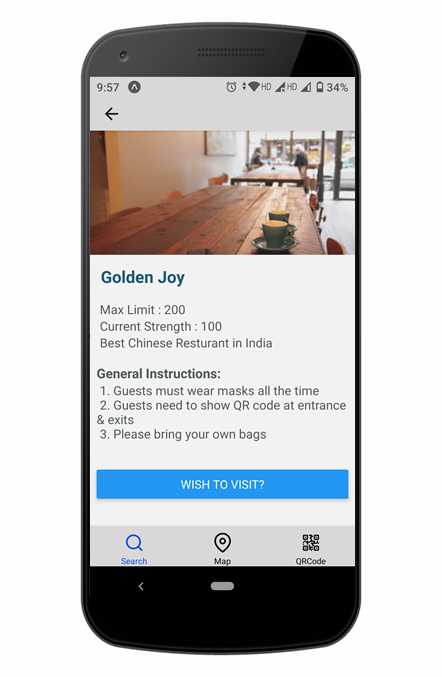 9:57 HD HD 34%
Golden Joy
Max Limit : 200
Current Strength : 100
Best Chinese Resturant in India
General Instructions:
1. Guests must wear masks all the time
2. Guests need to show QR code at entrance
& exits
3. Please bring your own bags
WISH TO VISIT?
Search Map QRCode